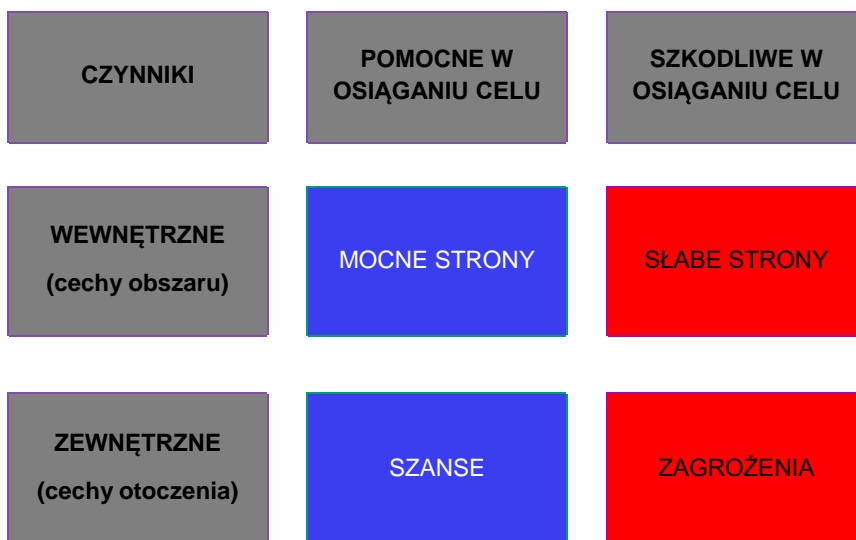 CZYNNIKI
POMOCNE W
OSIĄGANIU CELU
SZKODLIWE W
OSIĄGANIU CELU
WEWNĘTRZNE
(cechy obszaru)
MOCNE STRONY
SŁABE STRONY
ZEWNĘTRZNE
(cechy otoczenia)
SZANSE
ZAGROŻENIA